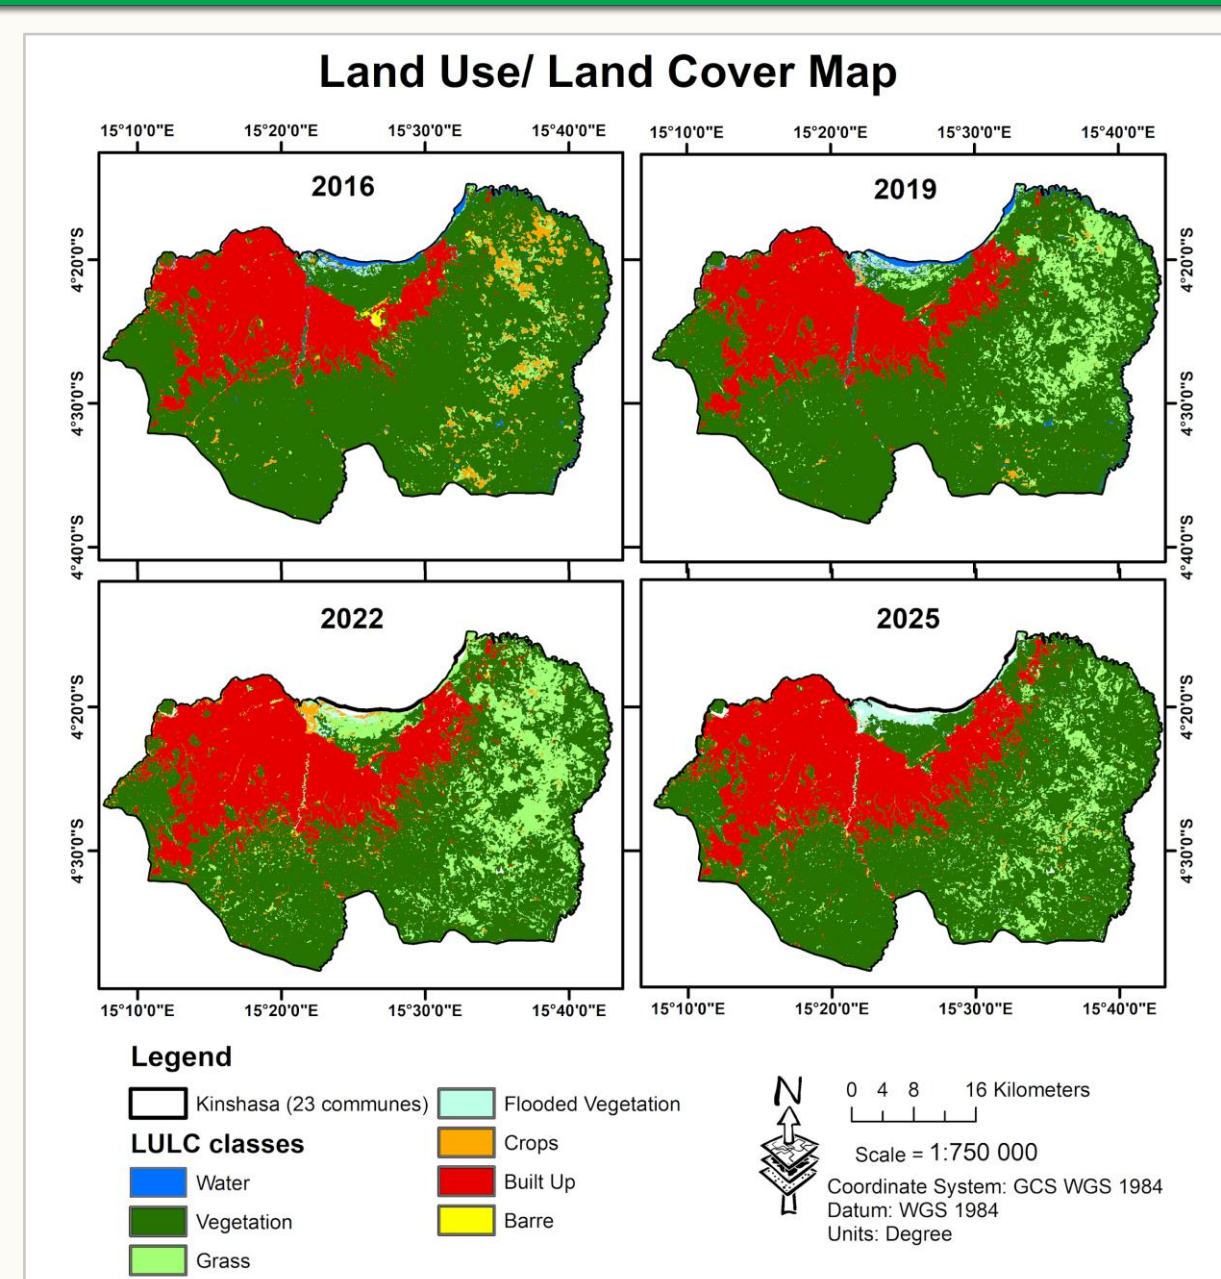 Land Use/ Land Cover Map
15°10'0"E 15°20'0"E 15°30'0"E 15°40'0"E
15°10'0"E 15°20'0"E 15°30'0"E 15°40'0"E
2016
2019
4°20'0"S
4°30'0"S
4°40'0"S
4°20'0"S
4°30'0"S
4°40'0"S
2022
2025
4°20'0"S
4°30'0"S
4°20'0"S
4°30'0"S
15°10'0"E 15°20'0"E 15°30'0"E 15°40'0"E
15°10'0"E 15°20'0"E 15°30'0"E 15°40'0"E
Legend
Kinshasa (23 communes)
LULC classes
Water
Vegetation
Grass
Flooded Vegetation
Crops
Built Up
Barre
N
0 4 8 16 Kilometers
Scale = 1:750 000
Coordinate System: GCS WGS 1984
Datum: WGS 1984
Units: Degree